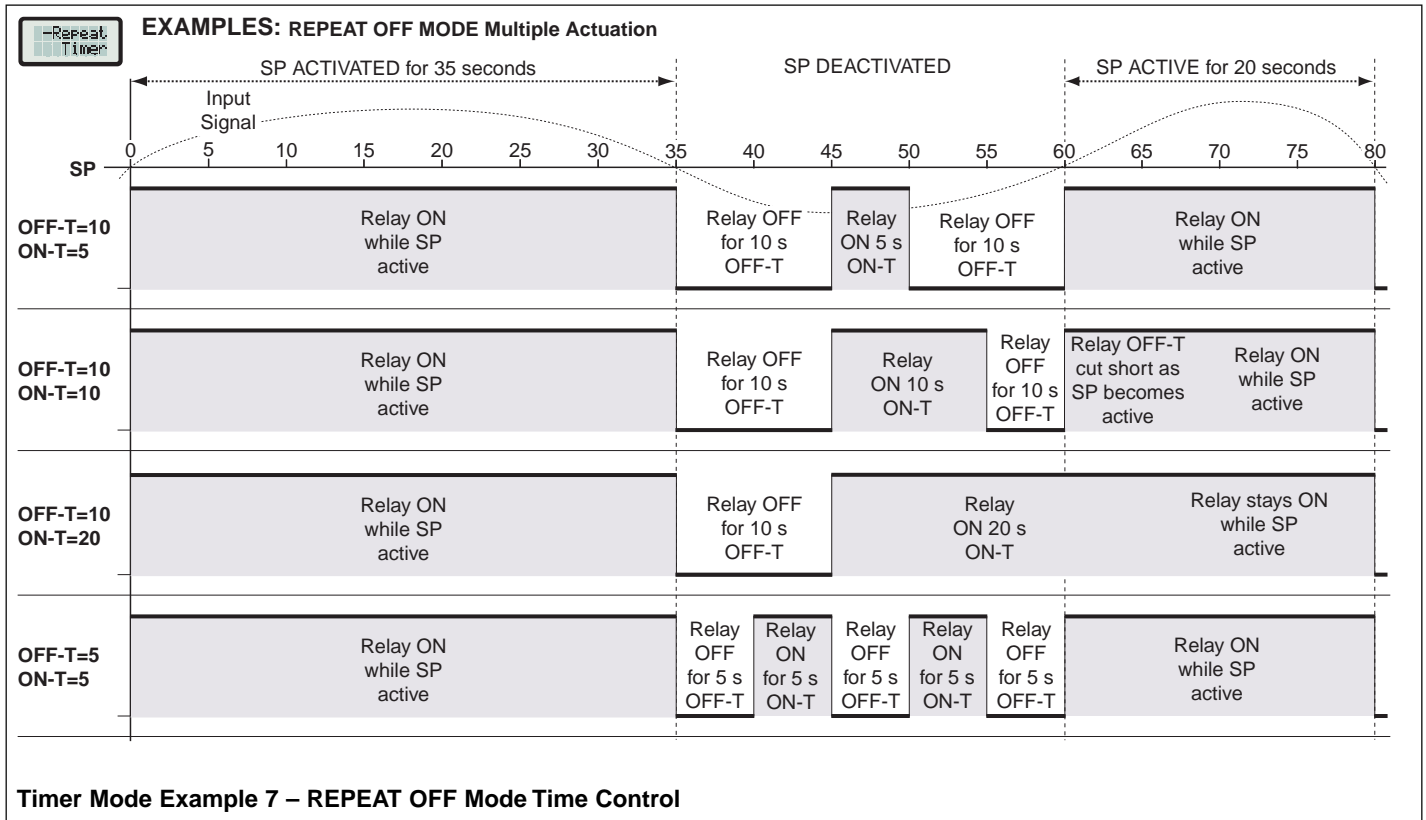 -Repeat
Timer
EXAMPLES: REPEAT OFF MODE Multiple Actuation
SP ACTIVATED for 35 seconds
SP DEACTIVATED
SP ACTIVE for 20 seconds
Input
Signal
SP
0 5 10 15 20 25 30 35 40 45 50 55 60 65 70 75 80
OFF-T=10
ON-T=5
Relay ON
while SP
active
Relay OFF
for 10 s
OFF-T
Relay
ON 5 s
ON-T
Relay OFF
for 10 s
OFF-T
Relay ON
while SP
active
OFF-T=10
ON-T=10
Relay ON
while SP
active
Relay OFF
for 10 s
OFF-T
Relay
ON 10 s
ON-T
Relay
OFF
for 10 s
OFF-T
Relay OFF-T
cut short as
SP becomes
active
Relay ON
while SP
active
OFF-T=10
ON-T=20
Relay ON
while SP
active
Relay OFF
for 10 s
OFF-T
Relay
ON 20 s
ON-T
Relay stays ON
while SP
active
OFF-T=5
ON-T=5
Relay ON
while SP
active
Relay
OFF
for 5 s
OFF-T
Relay
ON
for 5 s
ON-T
Relay
OFF
for 5 s
OFF-T
Relay
ON
for 5 s
ON-T
Relay
OFF
for 5 s
OFF-T
Relay ON
while SP
active
Timer Mode Example 7 – REPEAT OFF Mode Time Control